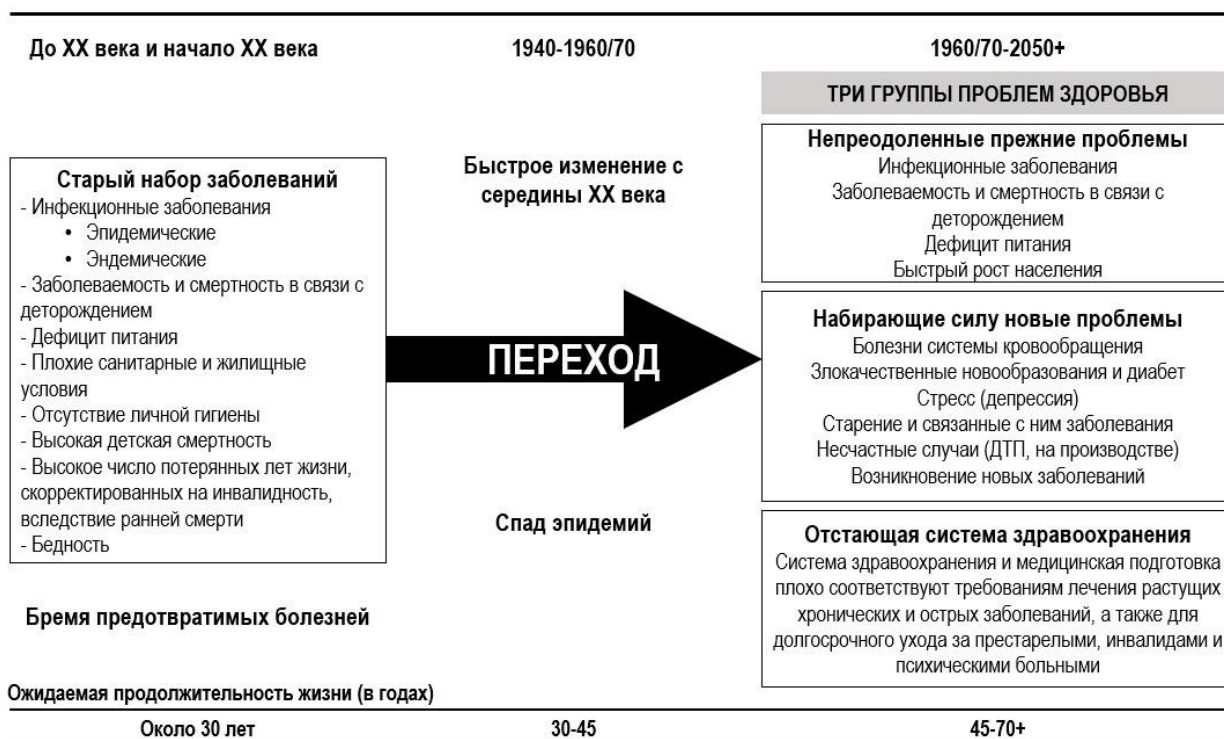 До XX века и начало XX века
1940-1960/70
1960/70-2050+
ТРИ ГРУППЫ ПРОБЛЕМ ЗДОРОВЬЯ
Старый набор заболеваний
- Инфекционные заболевания
• Эпидемические
• Эндемические
- Заболеваемость и смертность в связи с
деторождением
- Дефицит питания
- Плохие санитарные и жилищные
условия
- Отсутствие личной гигиены
- Высокая детская смертность
- Высокое число потерянных лет жизни,
скорректированных на инвалидность,
вследствие ранней смерти
- Бедность
Бремя предотвратимых болезней
Быстрое изменение с
середины XX века
ПЕРЕХОД
Спад эпидемий
Непреодоленные прежние проблемы
Инфекционные заболевания
Заболеваемость и смертность в связи с
деторождением
Дефицит питания
Быстрый рост населения
Набирающие силу новые проблемы
Болезни системы кровообращения
Злокачественные новообразования и диабет
Стресс (депрессия)
Старение и связанные с ним заболевания
Несчастные случаи (ДТП, на производстве)
Возникновение новых заболеваний
Отстающая система здравоохранения
Система здравоохранения и медицинская подготовка
плохо соответствуют требованиям лечения растущих
хронических и острых заболеваний, а также для
долгосрочного ухода за престарелыми, инвалидами и
психическими больными
Ожидаемая продолжительность жизни (в годах)
Около 30 лет
30-45
45-70+